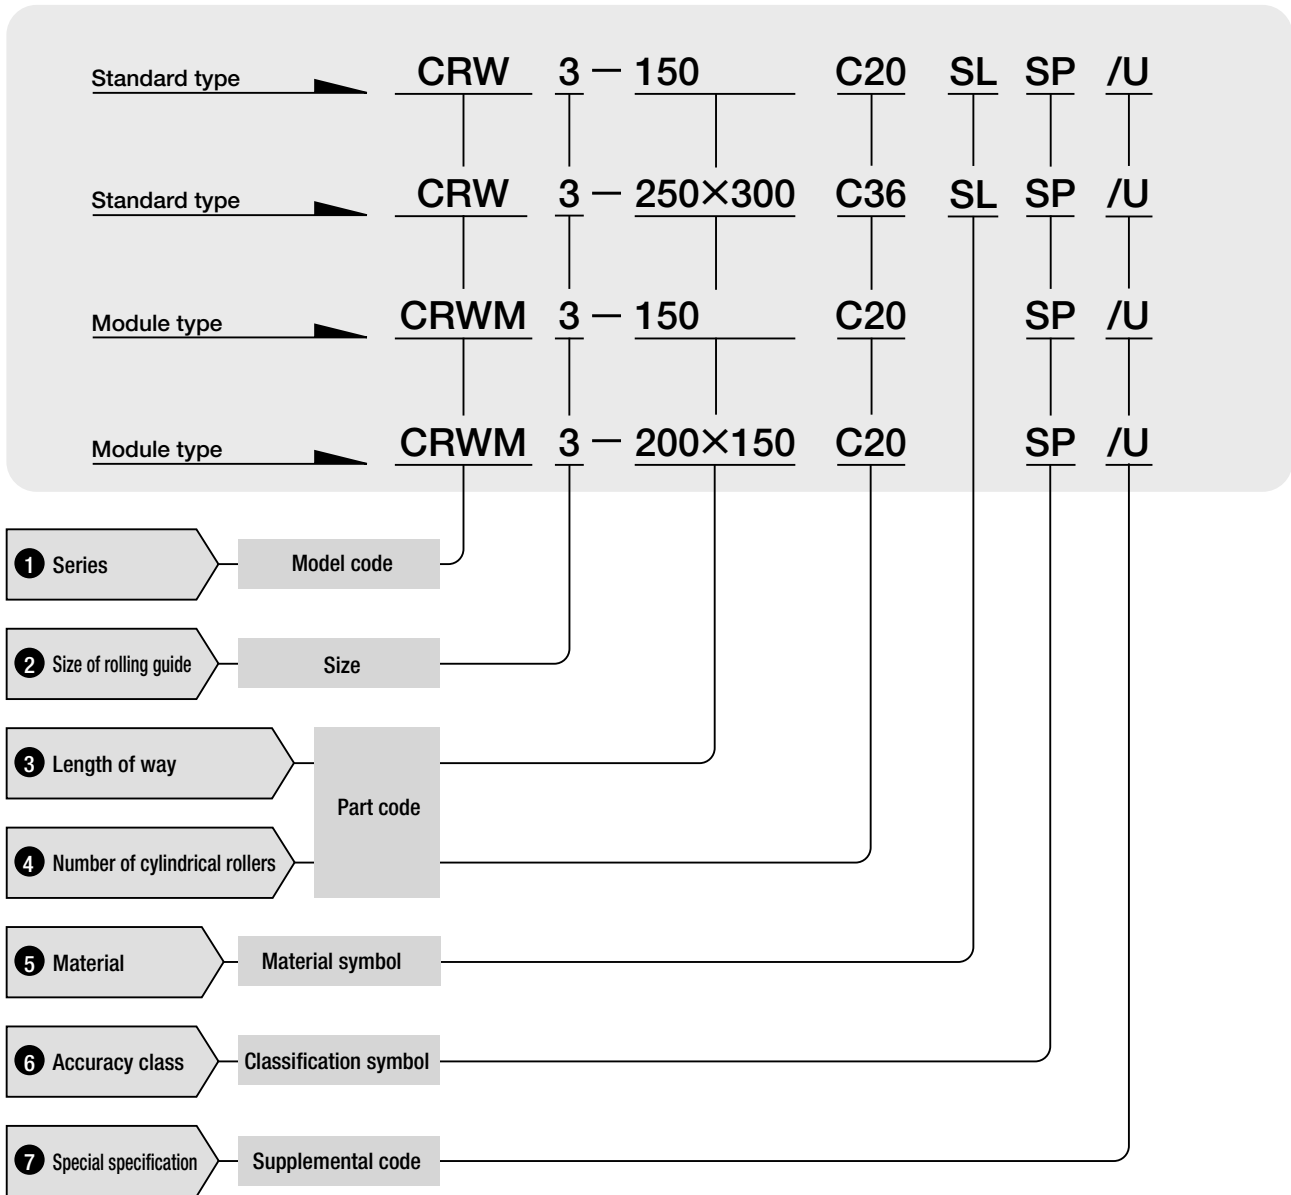 Standard type CRW 3 — 150 C20 SL SP /U
Standard type CRW 3 — 250×300 C36 SL SP /U
Module type CRWM 3 — 150 C20 SP /U
Module type CRWM 3 — 200×150 C20 SP /U
1 Series Model code
2 Size of rolling guide Size
3 Length of way
Part code
4 Number of cylindrical rollers
5 Material Material symbol
6 Accuracy class Classification symbol
7 Special specification Supplemental code